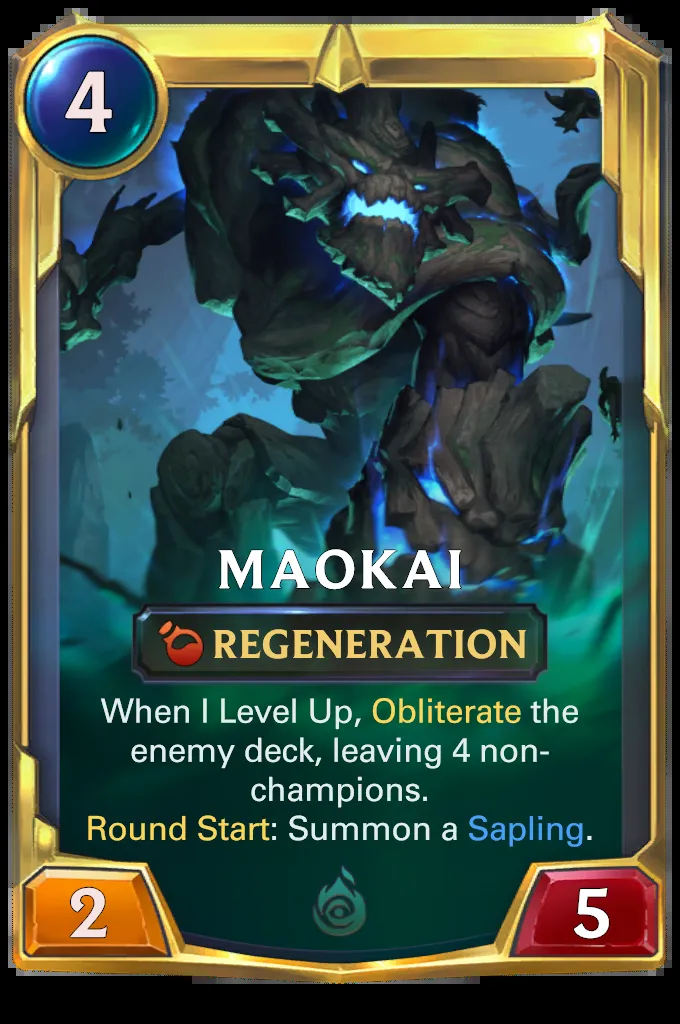 4
MAOKAI
REGENERATION
When I Level Up, Obliterate the
enemy deck, leaving 4 non-
champions.
Round Start: Summon a Sapling.
2
5